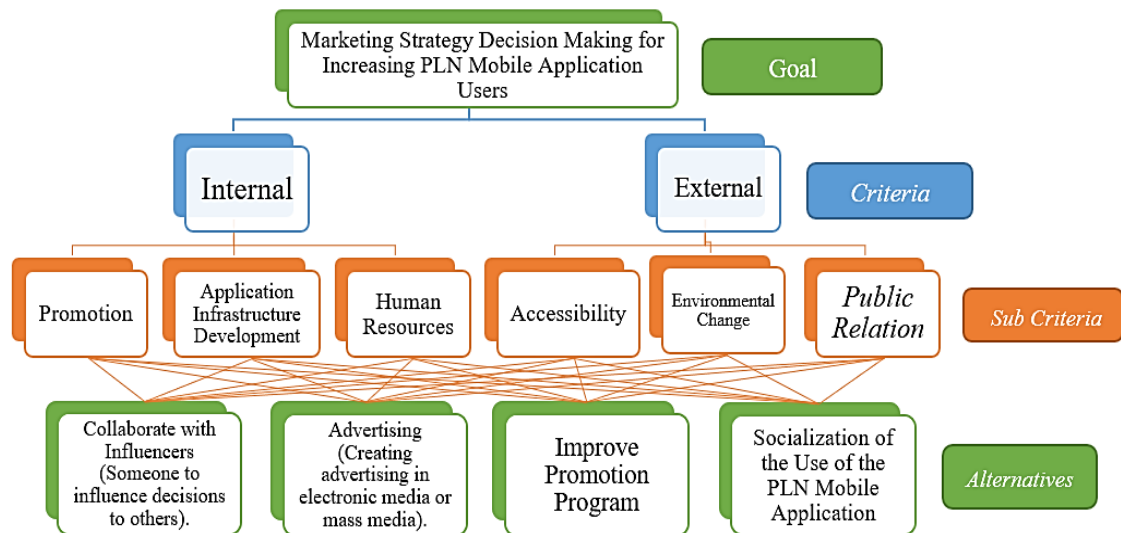 Marketing Strategy Decision Making for
Increasing PLN Mobile Application
Users
Goal
Internal
External
Criteria
Promotion
Application
Infrastructure
Development
Human
Resources
Accessibility
Environmental
Change
Public
Relation
Sub Criteria
Collaborate with
Influencers
(Someone to
influence decisions
to others).
Advertising
(Creating
advertising in
electronic media or
mass media).
Improve
Promotion
Program
Socialization of
the Use of the
PLN Mobile
Application
Alternatives